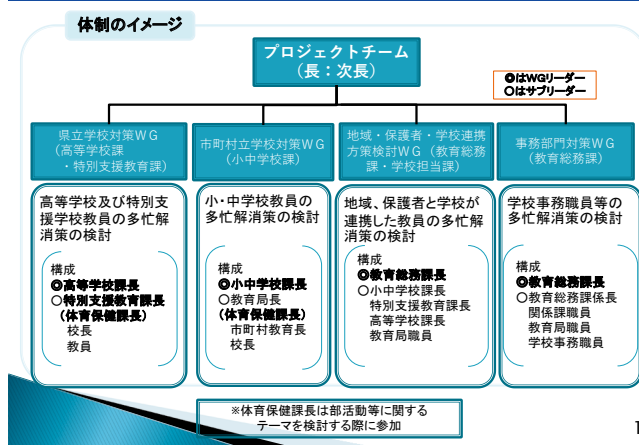 体制のイメージ
プロジェクトチーム
(長：次長)
◎はWGリーダー
○はサブリーダー
県立学校対策ＷＧ
(高等学校課
・特別支援教育課)
高等学校及び特別支
援学校教員の多忙解
消策の検討
構成
◎高等学校課長
○特別支援教育課長
(体育保健課長)
校長
教員
市町村立学校対策ＷＧ
(小中学校課)
小・中学校教員の
多忙解消策の検討
構成
◎小中学校課長
○教育局長
(体育保健課長)
市町村教育長
校長
地域・保護者・学校連携
方策検討ＷＧ（教育総務
課・学校担当課）
地域、保護者と学校が
連携した教員の多忙解
消策の検討
構成
◎教育総務課長
○小中学校課長
特別支援教育課長
高等学校課長
教育局職員
事務部門対策ＷＧ
(教育総務課)
学校事務職員等の
多忙解消策の検討
構成
◎教育総務課長
○教育総務課係長
関係課職員
教育局職員
学校事務職員
※体育保健課長は部活動等に関する
テーマを検討する際に参加